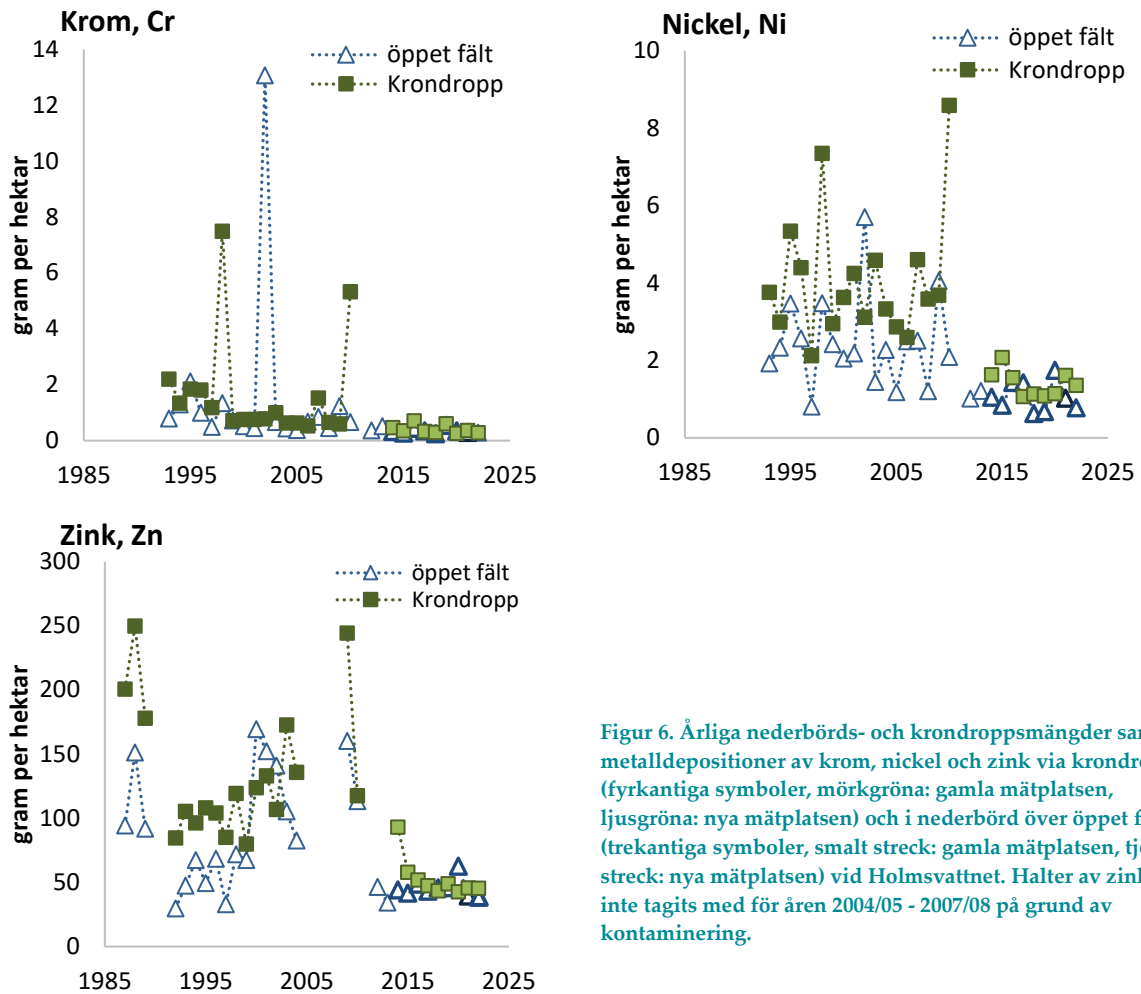 Krom, Cr
öppet fält
Krondropp
gram per hektar
14
12
10
8
6
4
2
0
1985 1995 2005 2015 2025
Nickel, Ni
öppet fält
Krondropp
gram per hektar
10
8
6
4
2
0
1985 1995 2005 2015 2025
Zink, Zn
öppet fält
Krondropp
gram per hektar
300
250
200
150
100
50
0
1985 1995 2005 2015 2025
Figur 6. Årliga nederbörds- och krondroppsmängder
metalldepositioner av krom, nickel och zink via
(fyrkantiga symboler, mörkgröna: gamla mätplatsen,
ljusgröna: nya mätplatsen) och i nederbörd över öppet
(trekantiga symboler, smalt streck: gamla mätplatsen,
streck: nya mätplatsen) vid Holmsvattnet. Halter av zink
inte tagits med för åren 2004/05 - 2007/08 på grund av
kontaminering.